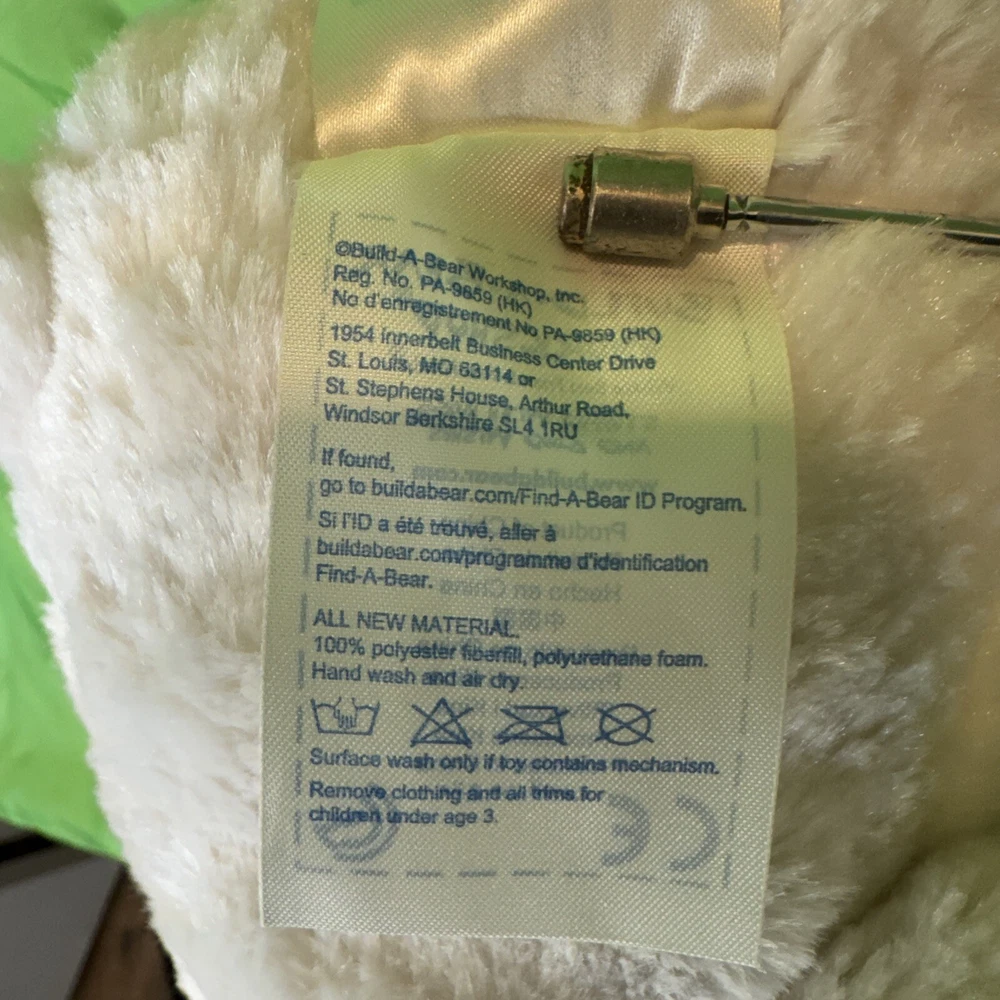 ©Build-A-Bear Workshop, Inc.
Reg. No. PA-9859 (HK)
No d'enregistrement No PA-9859 (HK)
1954 Innerbelt Business Center Drive
St. Louis, MO 63114 or
St. Stephens House, Arthur Road,
Windsor Berkshire SL4 1RU
If found,
go to buildabear.com/Find-A-Bear ID Program.
Si l'ID a été trouvé, aller à
buildabear.com/programme d'identification
Find-A-Bear.
ALL NEW MATERIAL.
100% polyester fiberfill, polyurethane foam.
Hand wash and air dry.
Surface wash only if toy contains mechanism.
Remove clothing and all trims for
children under age 3.